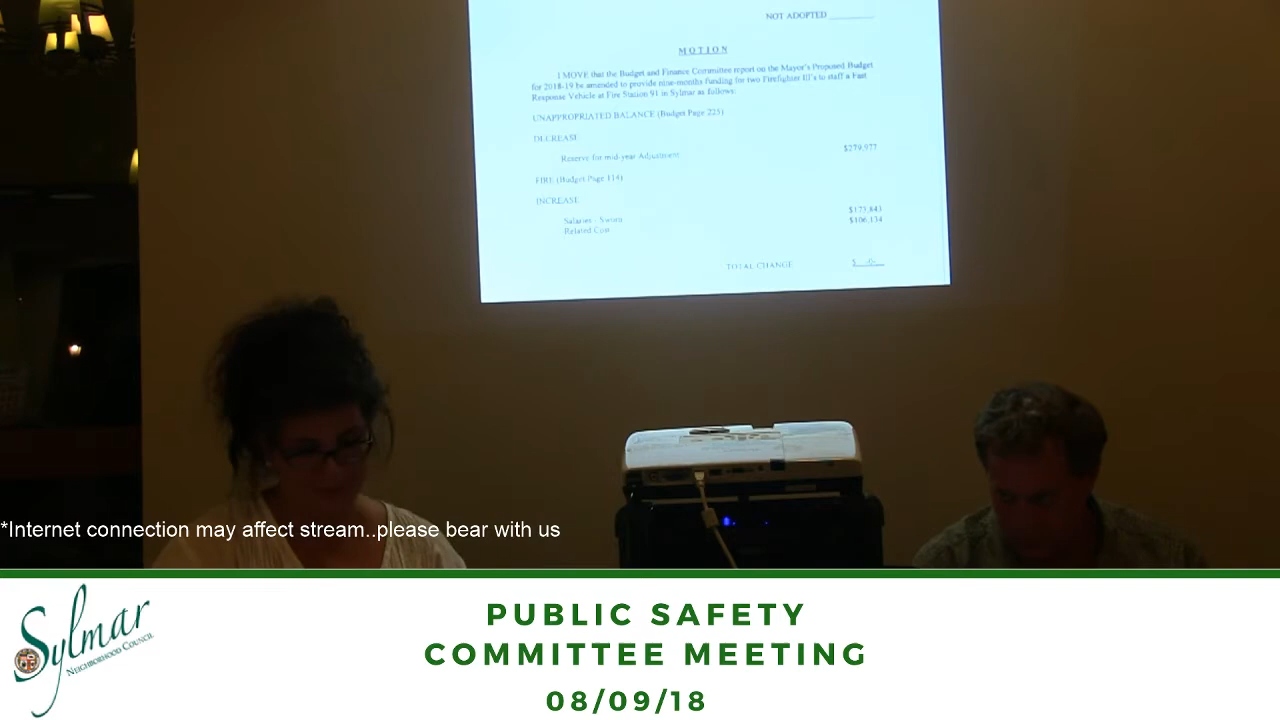 NOT ADOPTED
MOTION
I MOVE that the Budget and Finance Committee report on the Mayor's Proposed Budget
for 2018-19 be amended to provide nine-months funding for two Firefighter III's to staff a Fast
Response Vehicle at Fire Station 91 in Sylmar as follows:
UNAPPROPRIATED BALANCE (Budget Page 223)
DECREASE
Reserve for mid-year Adjustment $279,977
FIRE (Budget Page 114)
INCREASE
Salaries - Sworn $173,843
Related Cost $106,134
TOTAL CHANGE $ -0-
*Internet connection may affect stream..please bear with us
Sylmar
NEIGHBORHOOD COUNCIL
PUBLIC SAFETY
COMMITTEE MEETING
08/09/18